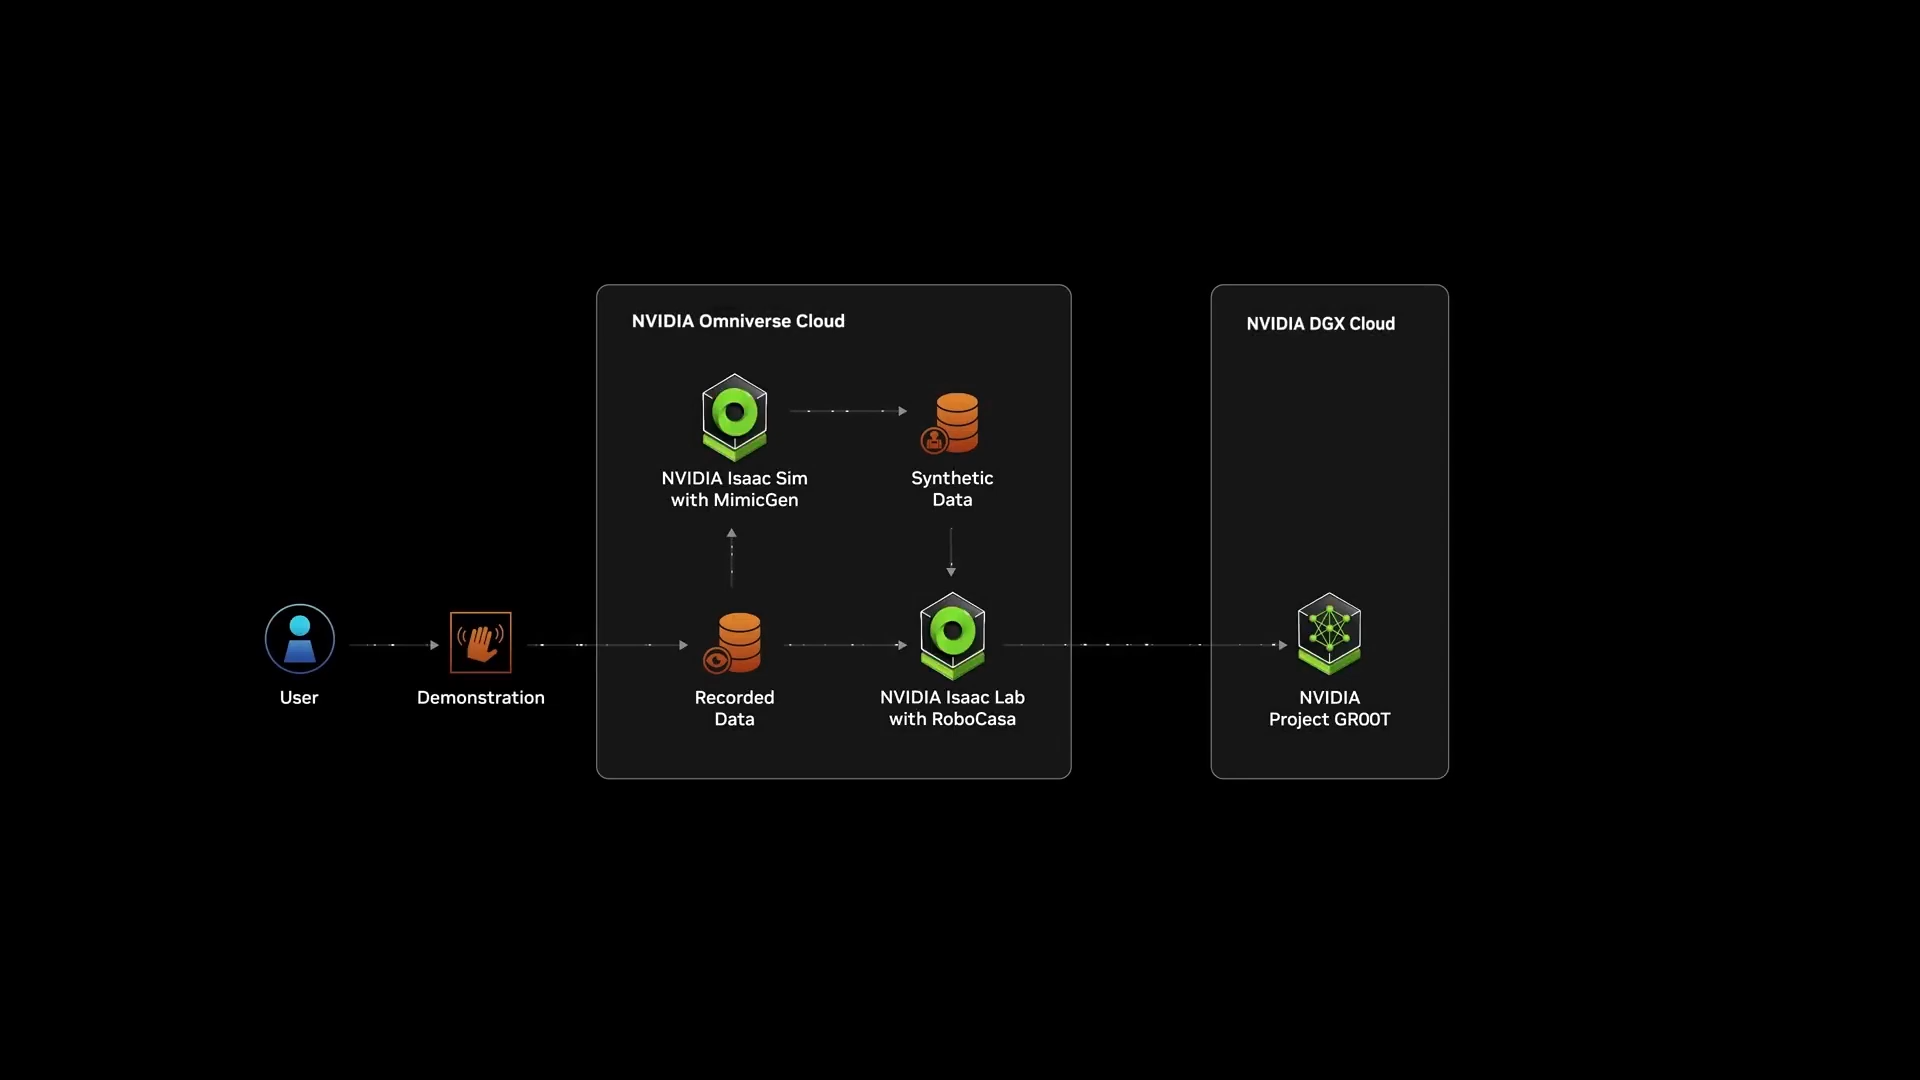 NVIDIA Omniverse Cloud
NVIDIA DGX Cloud
NVIDIA Isaac Sim
with MimicGen
Synthetic
Data
User
Demonstration
Recorded
Data
NVIDIA Isaac Lab
with RoboCasa
NVIDIA
Project GR00T